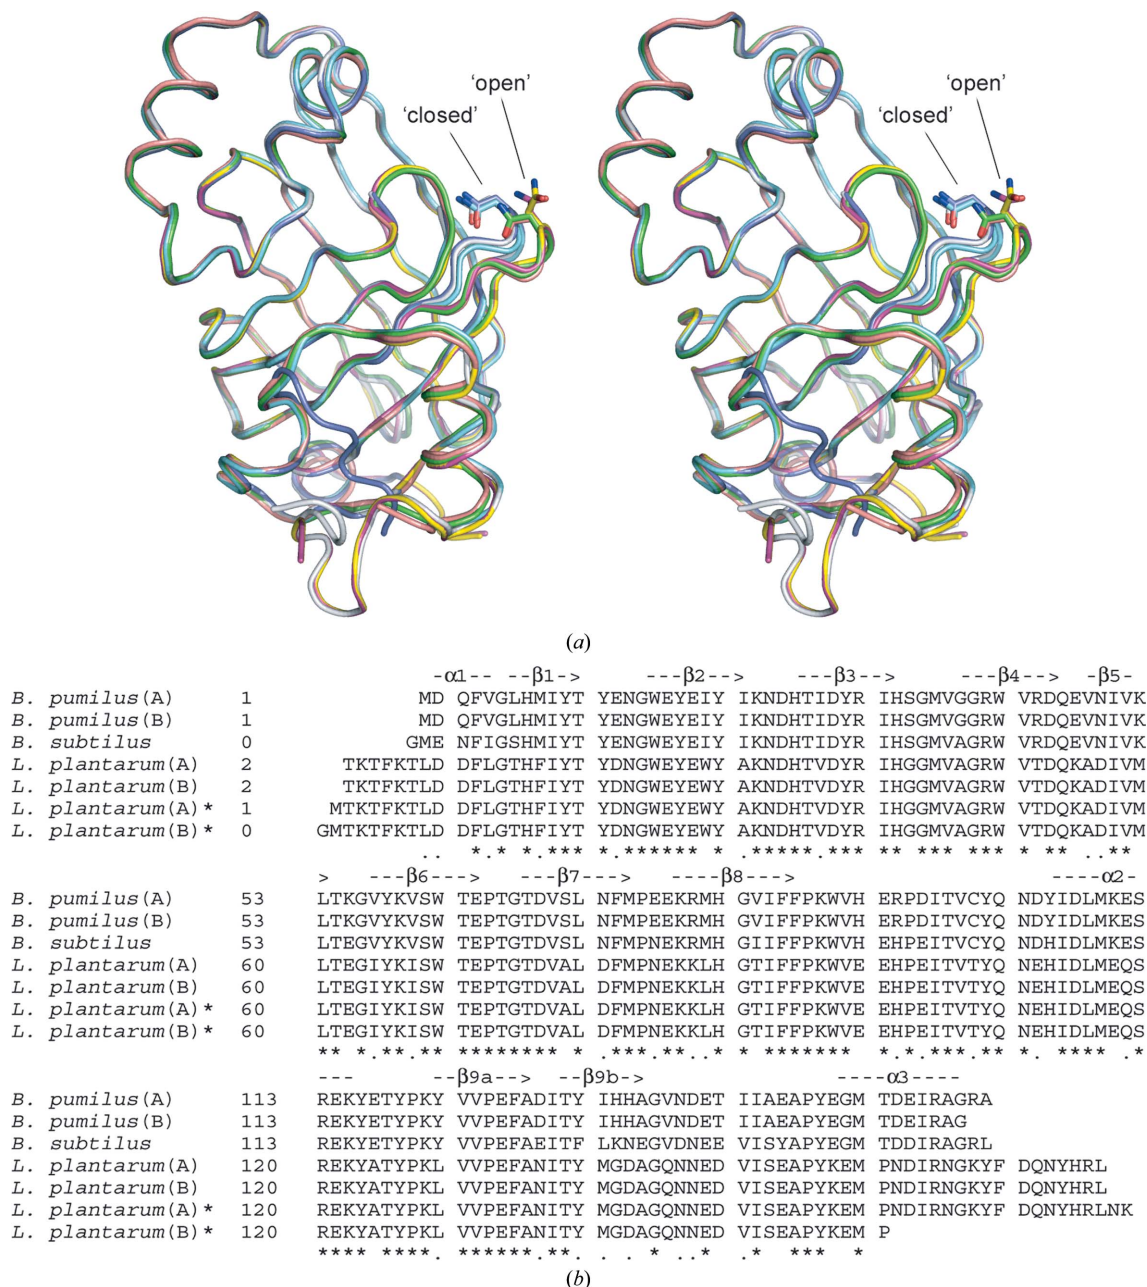 'open' 'open'
'closed' 'closed'
(a)
-α1-- --β1--> ---β2---> ---β3---> ---β4--> --β5-
B. pumilus(A) 1 MD QFVGLHMIYT YENGWEYEIY IKNDHTIDYR IHSGMVGGRW VRDQEVNIVK
B. pumilus(B) 1 MD QFVGLHMIYT YENGWEYEIY IKNDHTIDYR IHSGMVGGRW VRDQEVNIVK
B. subtilus 0 GME NFIGSHMIYT YENGWEYEIY IKNDHTIDYR IHSGMVAGRW VRDQEVNIVK
L. plantarum(A) 2 TKTFKTLD DFLGTHFIYT YDNGWEYEWY AKNDHTVDYR IHGGMVAGRW VTDQKADIVM
L. plantarum(B) 2 TKTFKTLD DFLGTHFIYT YDNGWEYEWY AKNDHTVDYR IHGGMVAGRW VTDQKADIVM
L. plantarum(A)* 1 MTKTFKTLD DFLGTHFIYT YDNGWEYEWY AKNDHTVDYR IHGGMVAGRW VTDQKADIVM
L. plantarum(B)* 0 GMTKTFKTLD DFLGTHFIYT YDNGWEYEWY AKNDHTVDYR IHGGMVAGRW VTDQKADIVM
.. *.* *.*** *.****** * .*****.*** ** *** *** * ** ..**
> ---β6---> ---β7---> ----β8----> ----α2-
B. pumilus(A) 53 LTKGVYKVSW TEPTGTDVSL NFMPEEKRMH GVIFFPKWVH ERPDITVCYQ NDYIDLMKES
B. pumilus(B) 53 LTKGVYKVSW TEPTGTDVSL NFMPEEKRMH GVIFFPKWVH ERPDITVCYQ NDYIDLMKES
B. subtilus 53 LTEGVYKVSW TEPTGTDVSL NFMPNEKRMH GIIFFPKWVH EHPEITVCYQ NDHIDLMKES
L. plantarum(A) 60 LTEGIYKISW TEPTGTDVAL DFMPNEKKLH GTIFFPKWVE EHPEITVTYQ NEHIDLMEQS
L. plantarum(B) 60 LTEGIYKISW TEPTGTDVAL DFMPNEKKLH GTIFFPKWVE EHPEITVTYQ NEHIDLMEQS
L. plantarum(A)* 60 LTEGIYKISW TEPTGTDVAL DFMPNEKKLH GTIFFPKWVE EHPEITVTYQ NEHIDLMEQS
L. plantarum(B)* 60 LTEGIYKISW TEPTGTDVAL DFMPNEKKLH GTIFFPKWVE EHPEITVTYQ NEHIDLMEQS
** *.**.** ******** * .*** **..* * ******* * *.*** ** *. ****.*
--- --β9a--> --β9b--> ----α3----
B. pumilus(A) 113 REKYETYPKY VVPEFADITY IHHAGVNDET IIAEAPYEGM TDEIRAGRA
B. pumilus(B) 113 REKYETYPKY VVPEFADITY IHHAGVNDET IIAEAPYEGM TDEIRAG
B. subtilus 113 REKYETYPKY VVPEFAEITF LKNEGVDNEE VISYAPYEGM TDDIRAGRL
L. plantarum(A) 120 REKYATYPKL VVPEFANITY MGDAGQNNED VISEAPYKEM PNDIRNGKYF DQNYHRL
L. plantarum(B) 120 REKYATYPKL VVPEFANITY MGDAGQNNED VISEAPYKEM PNDIRNGKYF DQNYHRL
L. plantarum(A)* 120 REKYATYPKL VVPEFANITY MGDAGQNNED VISEAPYKEM PNDIRNGKYF DQNYHRLNK
L. plantarum(B)* 120 REKYATYPKL VVPEFANITY MGDAGQNNED VISEAPYKEM P
**** ****. ******.**. . . * .*. .*. *** *
(b)